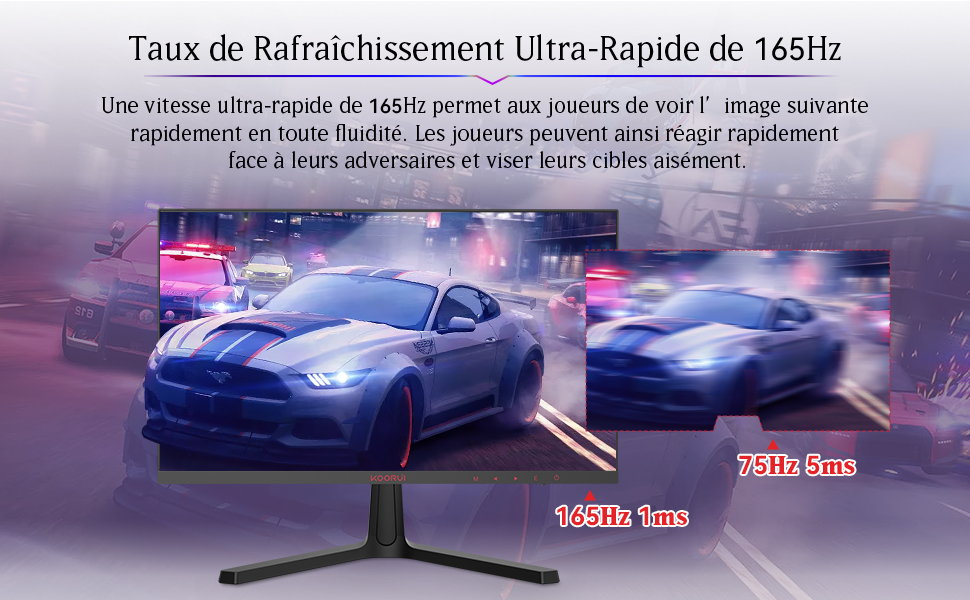 Taux de Rafraîchissement Ultra-Rapide de 165Hz
Une vitesse ultra-rapide de 165Hz permet aux joueurs de voir l’ image suivante
rapidement en toute fluidité. Les joueurs peuvent ainsi réagir rapidement
face à leurs adversaires et viser leurs cibles aisément.
KOORUI
75Hz 5ms
165Hz 1ms